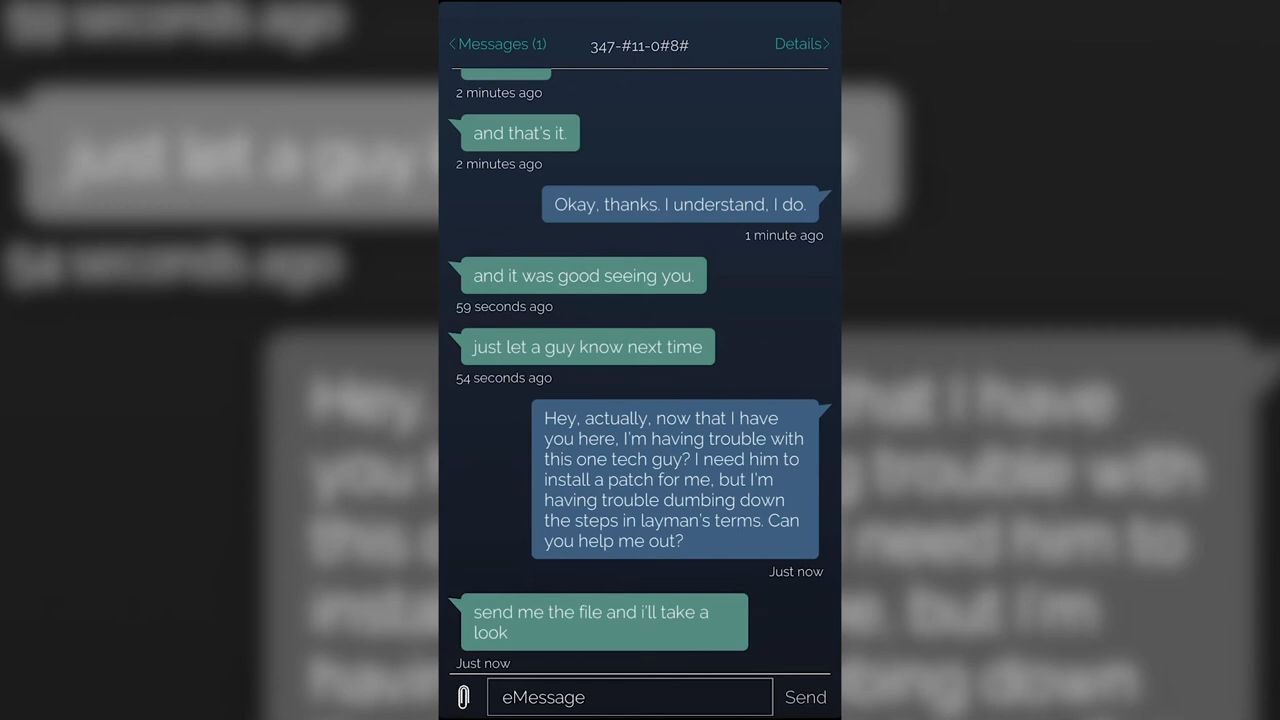 Messages (1)
347-#11-0#8#
Details
2 minutes ago
and that's it.
2 minutes ago
Okay, thanks. I understand, I do.
1 minute ago
and it was good seeing you.
59 seconds ago
just let a guy know next time
54 seconds ago
Hey, actually, now that I have
you here, I'm having trouble with
this one tech guy? I need him to
install a patch for me, but I'm
having trouble dumbing down
the steps in layman's terms. Can
you help me out?
Just now
send me the file and i'll take a
look
Just now
eMessage
Send